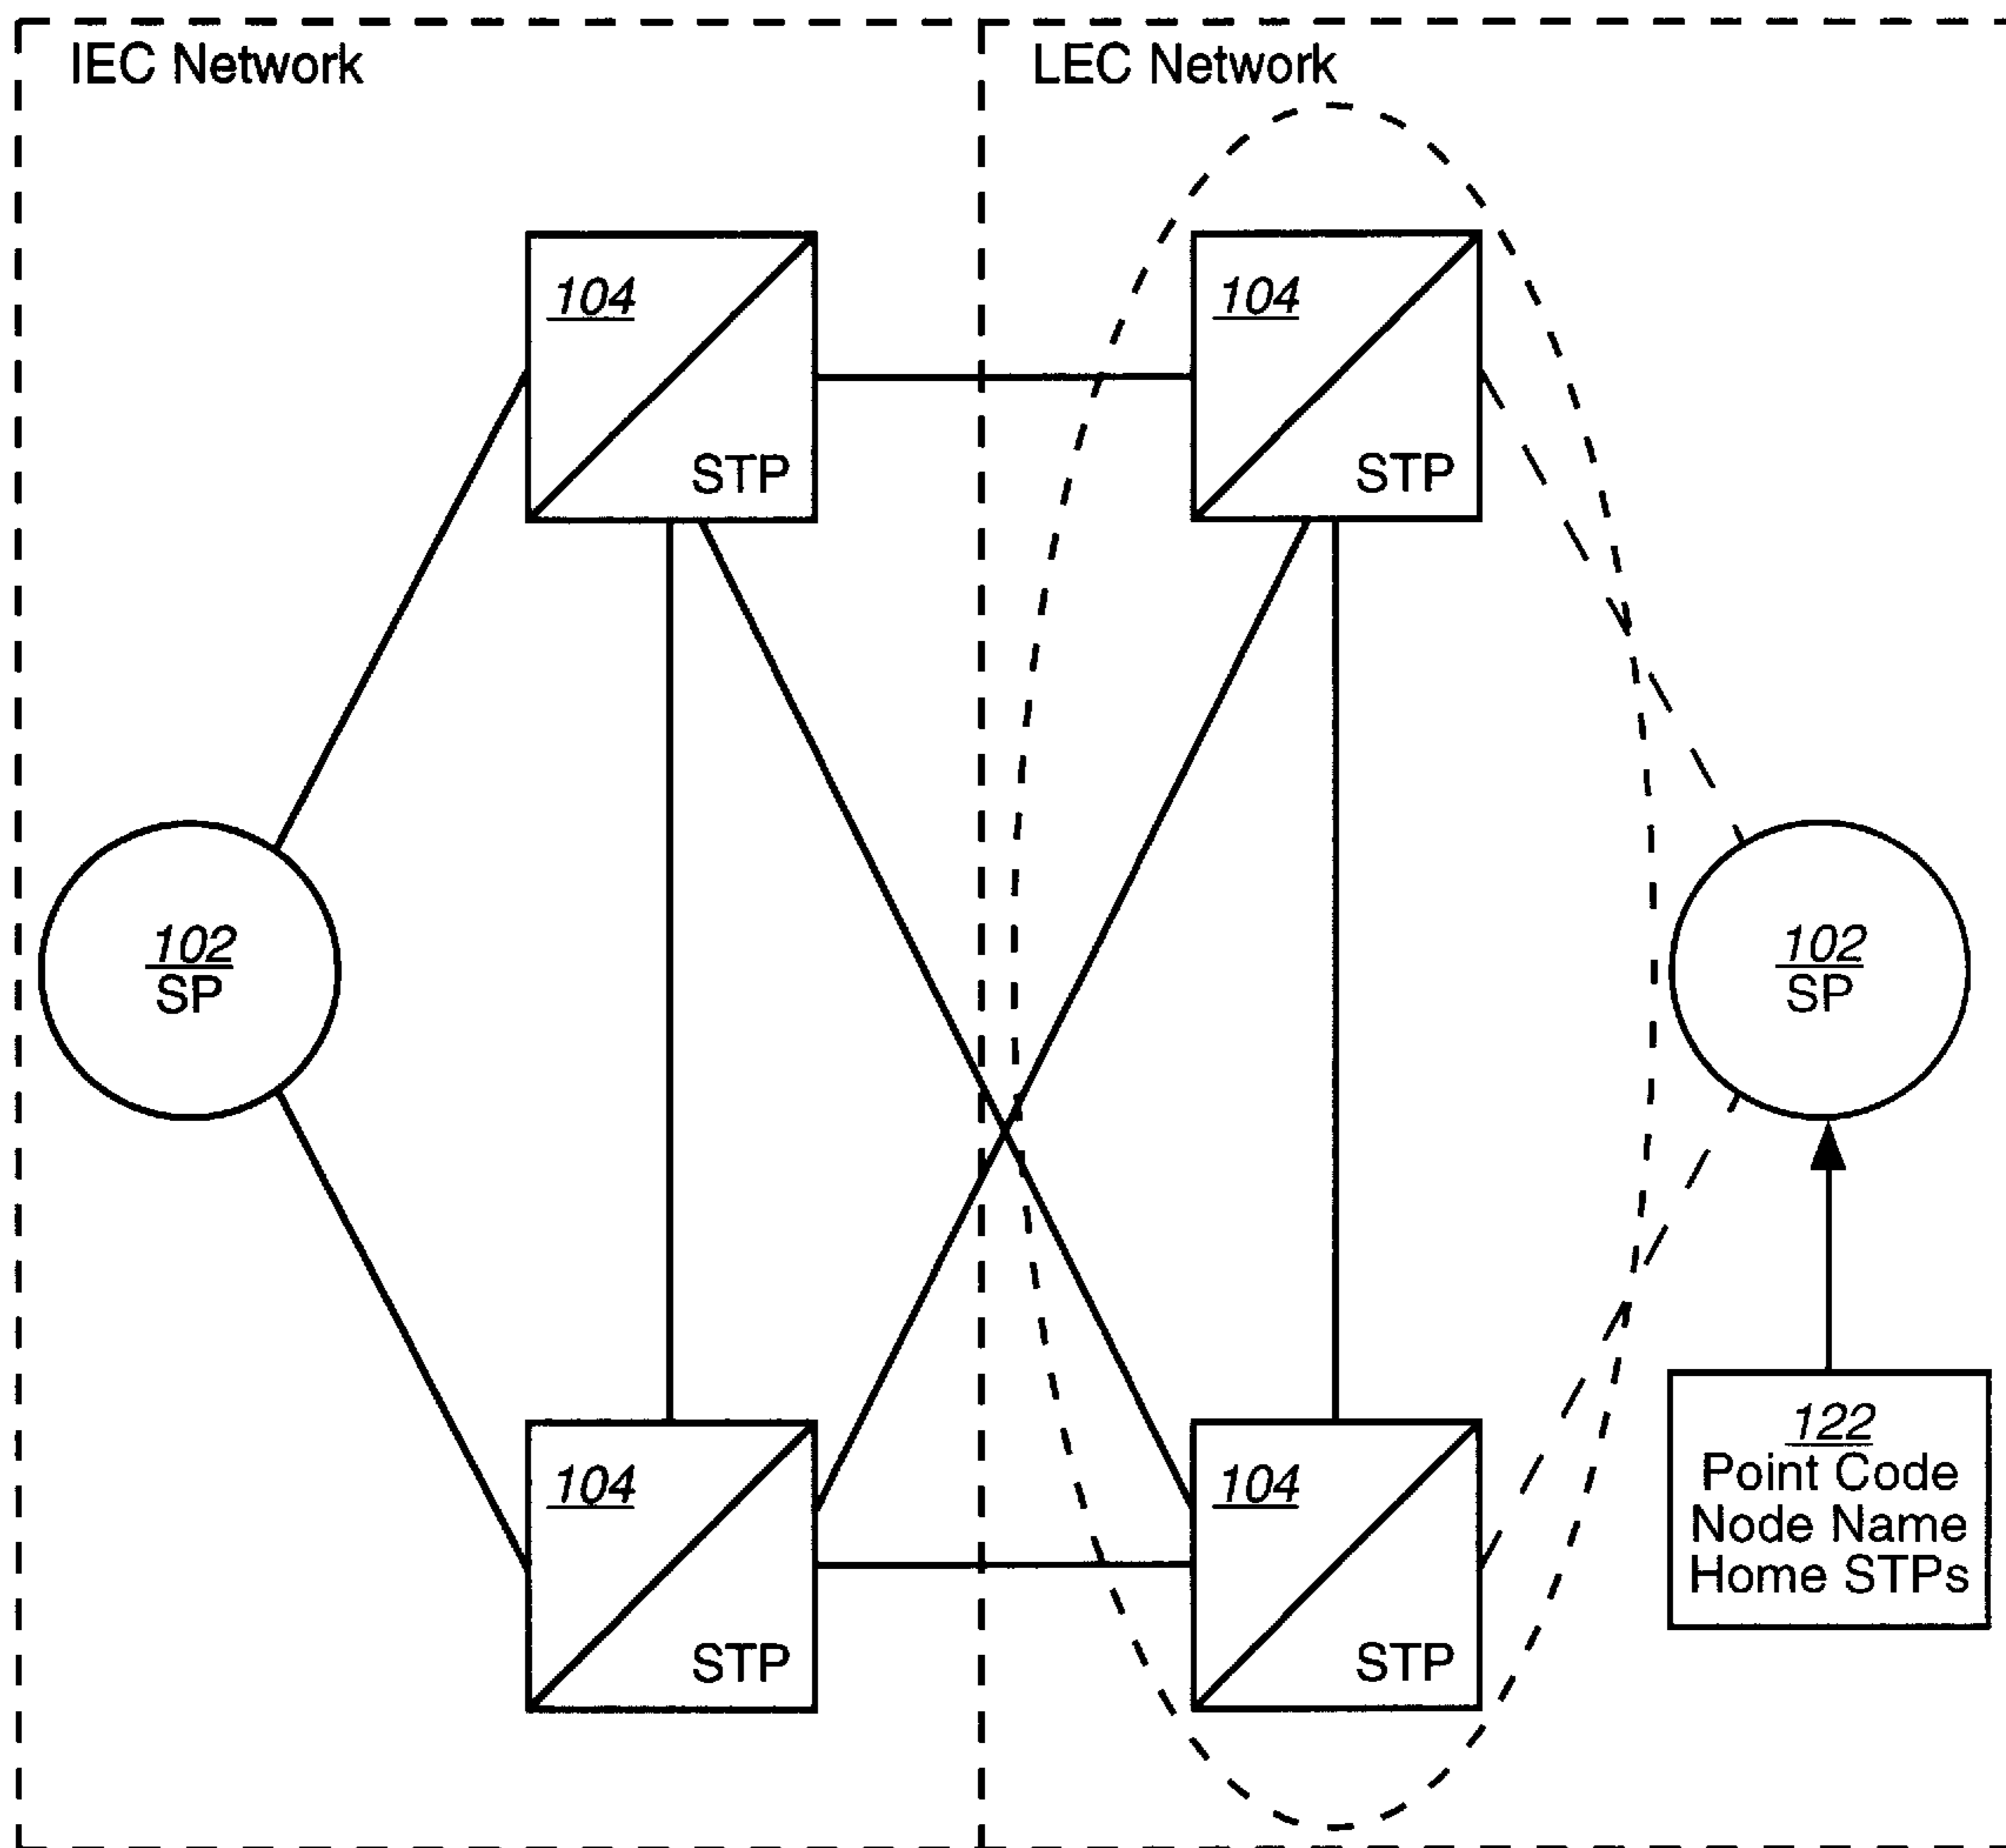 IEC Network
LEC Network
104
STP
104
STP
102
SP
102
SP
104
STP
104
STP
122
Point Code
Node Name
Home STPs